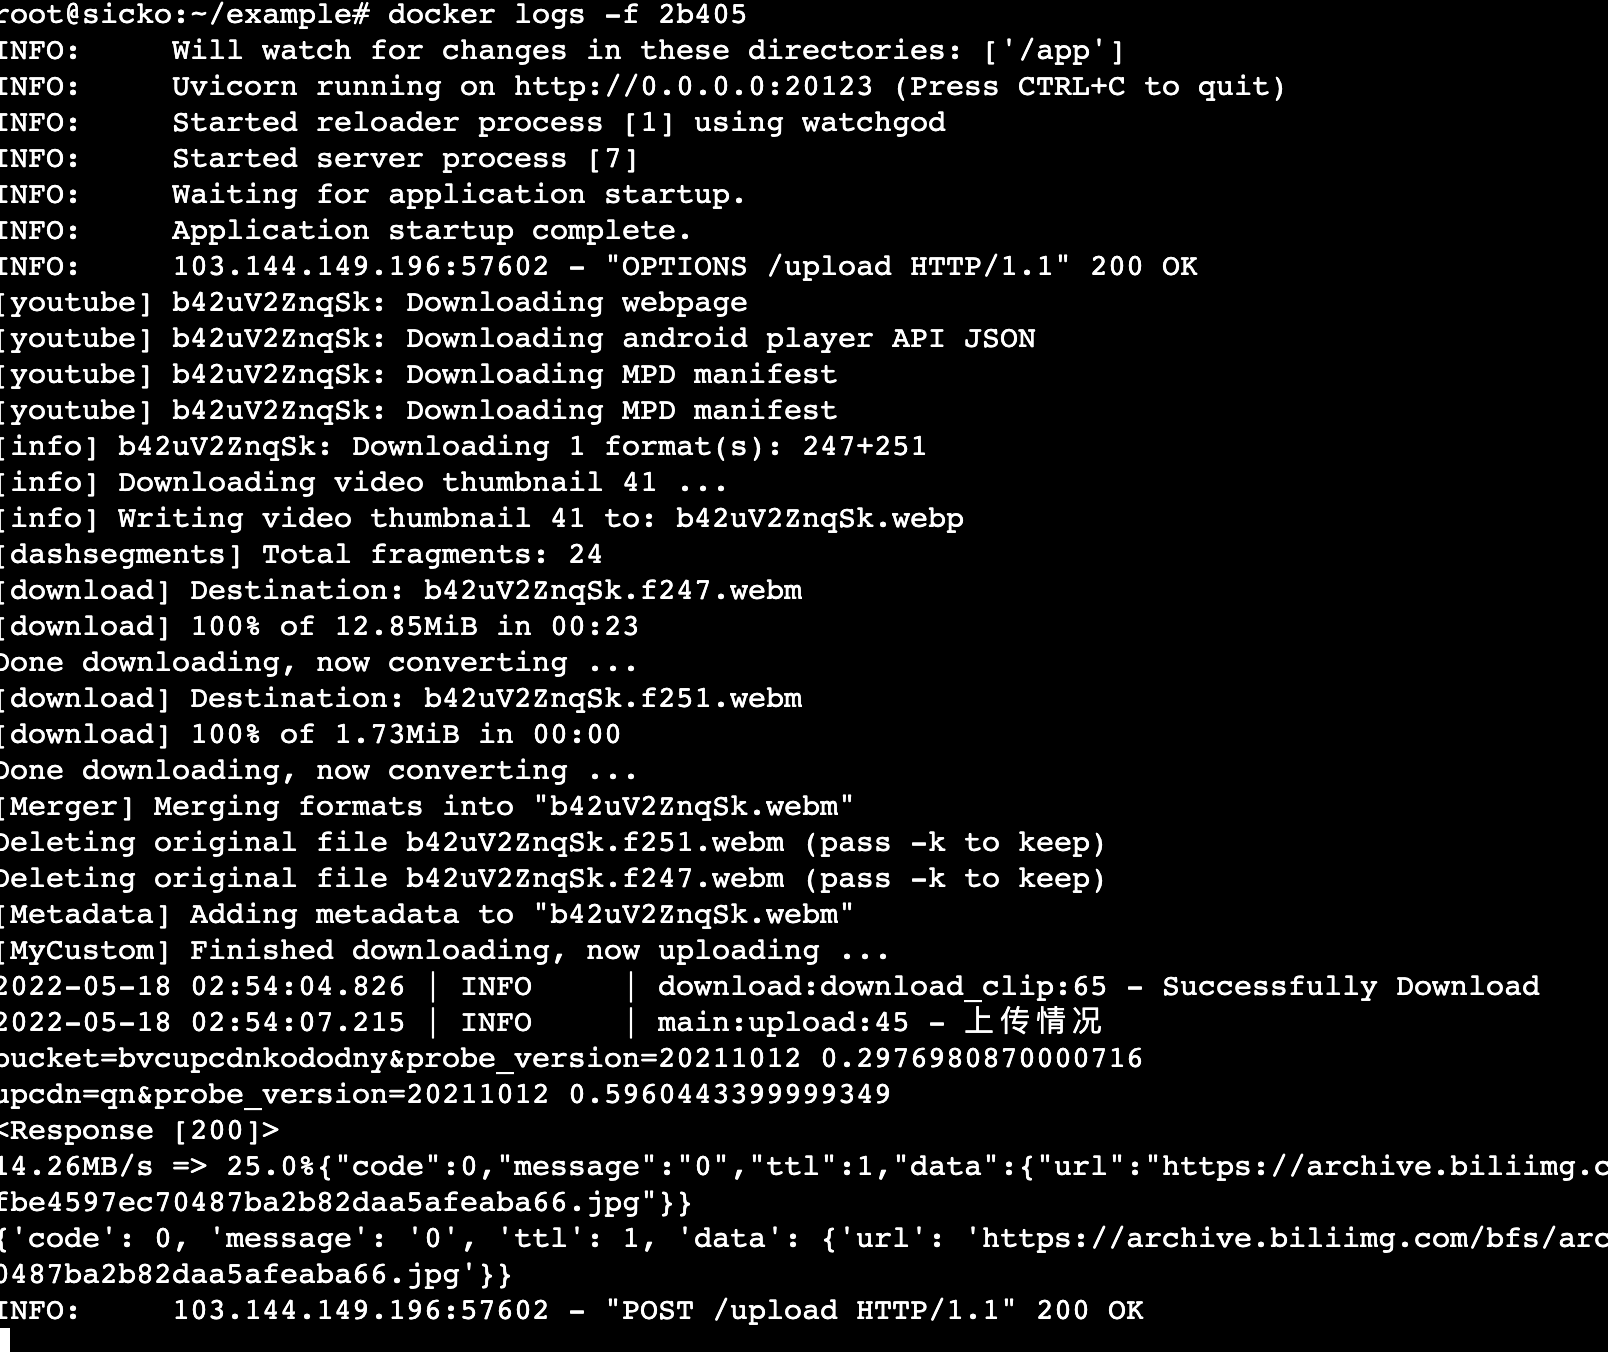 root@sicko:~/example# docker logs -f 2b405
INFO:     Will watch for changes in these directories: ['/app']
INFO:     Uvicorn running on http://0.0.0.0:20123 (Press CTRL+C to quit)
INFO:     Started reloader process [1] using watchgod
INFO:     Started server process [7]
INFO:     Waiting for application startup.
INFO:     Application startup complete.
INFO:     103.144.149.196:57602 - "OPTIONS /upload HTTP/1.1" 200 OK
[youtube] b42uV2ZnqSk: Downloading webpage
[youtube] b42uV2ZnqSk: Downloading android player API JSON
[youtube] b42uV2ZnqSk: Downloading MPD manifest
[youtube] b42uV2ZnqSk: Downloading MPD manifest
[info] b42uV2ZnqSk: Downloading 1 format(s): 247+251
[info] Downloading video thumbnail 41 ...
[info] Writing video thumbnail 41 to: b42uV2ZnqSk.webp
[dashsegments] Total fragments: 24
[download] Destination: b42uV2ZnqSk.f247.webm
[download] 100% of 12.85MiB in 00:23
Done downloading, now converting ...
[download] Destination: b42uV2ZnqSk.f251.webm
[download] 100% of 1.73MiB in 00:00
Done downloading, now converting ...
[Merger] Merging formats into "b42uV2ZnqSk.webm"
Deleting original file b42uV2ZnqSk.f251.webm (pass -k to keep)
Deleting original file b42uV2ZnqSk.f247.webm (pass -k to keep)
[Metadata] Adding metadata to "b42uV2ZnqSk.webm"
[MyCustom] Finished downloading, now uploading ...
2022-05-18 02:54:04.826 | INFO     | download:download_clip:65 - Successfully Download
2022-05-18 02:54:07.215 | INFO     | main:upload:45 - 上传情况
bucket=bvcupcdnkododny&probe_version=20211012 0.2976980870000716
upcdn=qn&probe_version=20211012 0.5960443399999349
<Response [200]>
14.26MB/s => 25.0%{"code":0,"message":"0","ttl":1,"data":{"url":"https://archive.biliimg.c
fbe4597ec70487ba2b82daa5afeaba66.jpg"}}
{'code': 0, 'message': '0', 'ttl': 1, 'data': {'url': 'https://archive.biliimg.com/bfs/arc
0487ba2b82daa5afeaba66.jpg'}}
INFO:     103.144.149.196:57602 - "POST /upload HTTP/1.1" 200 OK